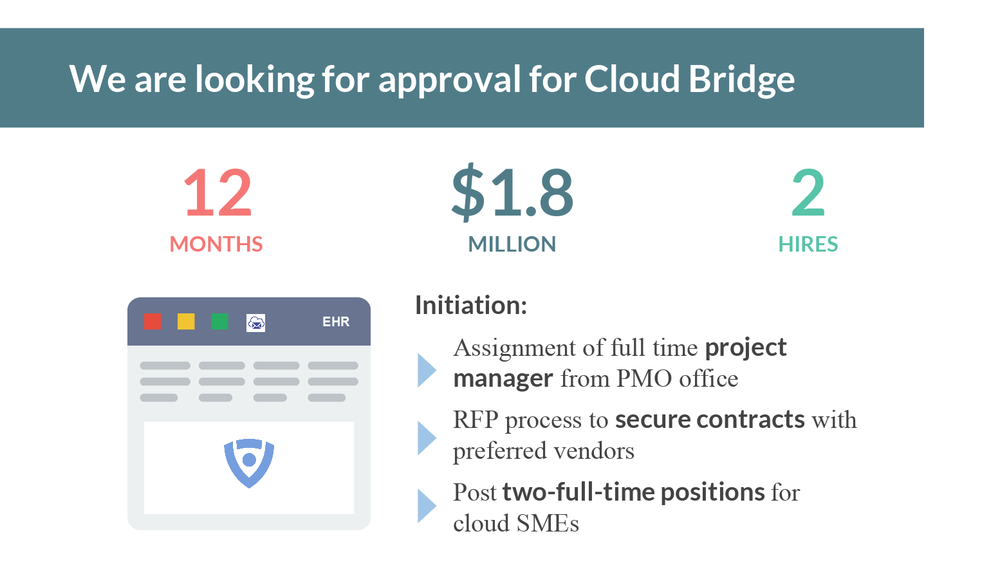 We are looking for approval for Cloud Bridge
12
MONTHS
$1.8
MILLION
2
HIRES
EHR
Initiation:
Assignment of full time project
manager from PMO office
RFP process to secure contracts with
preferred vendors
Post two-full-time positions for
cloud SMEs